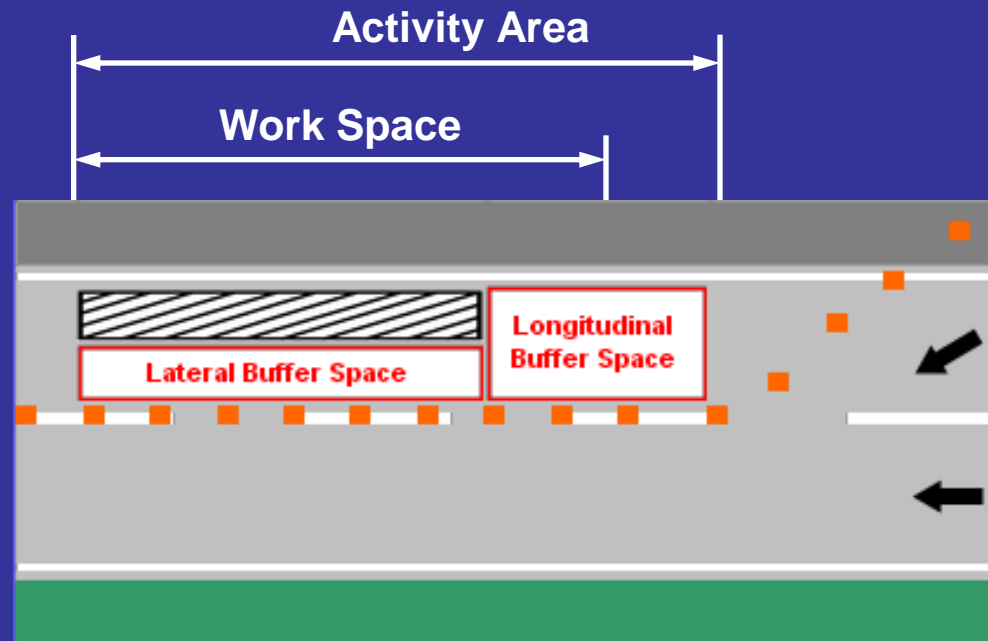 Activity Area
Work Space
Longitudinal
Buffer Space
Lateral Buffer Space